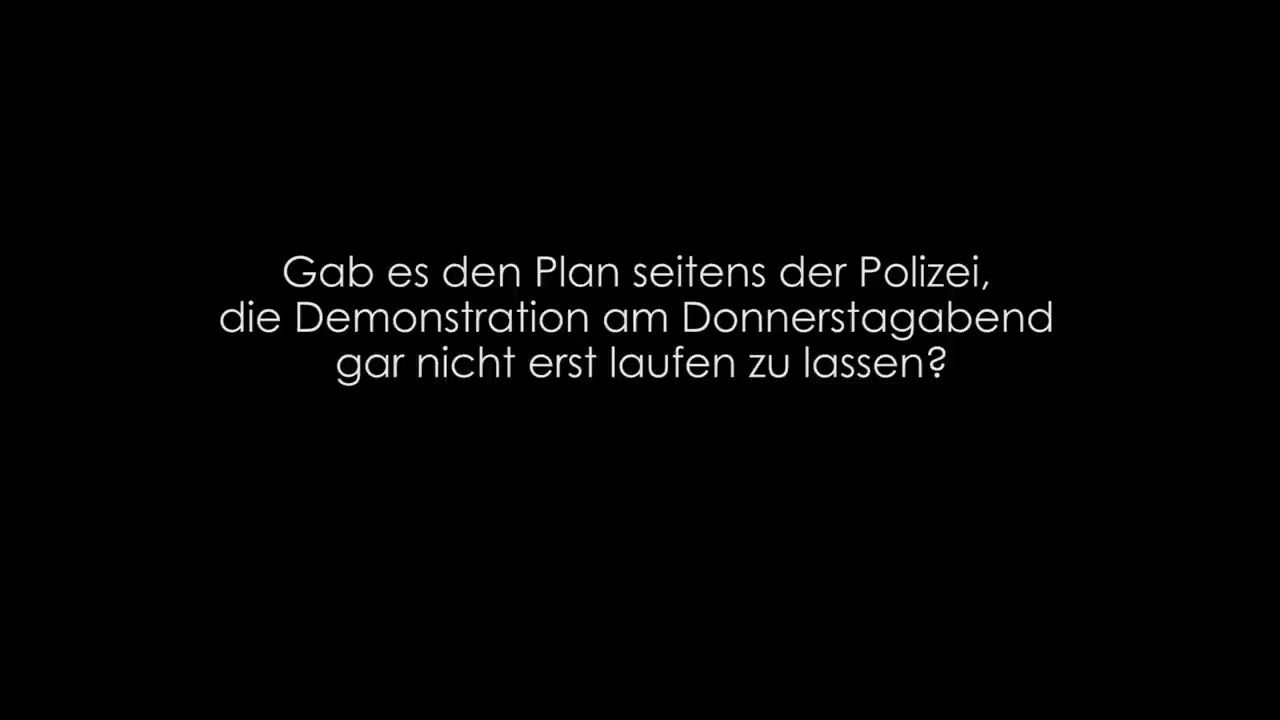 Gab es den Plan seitens der Polizei,
die Demonstration am Donnerstagabend
gar nicht erst laufen zu lassen?